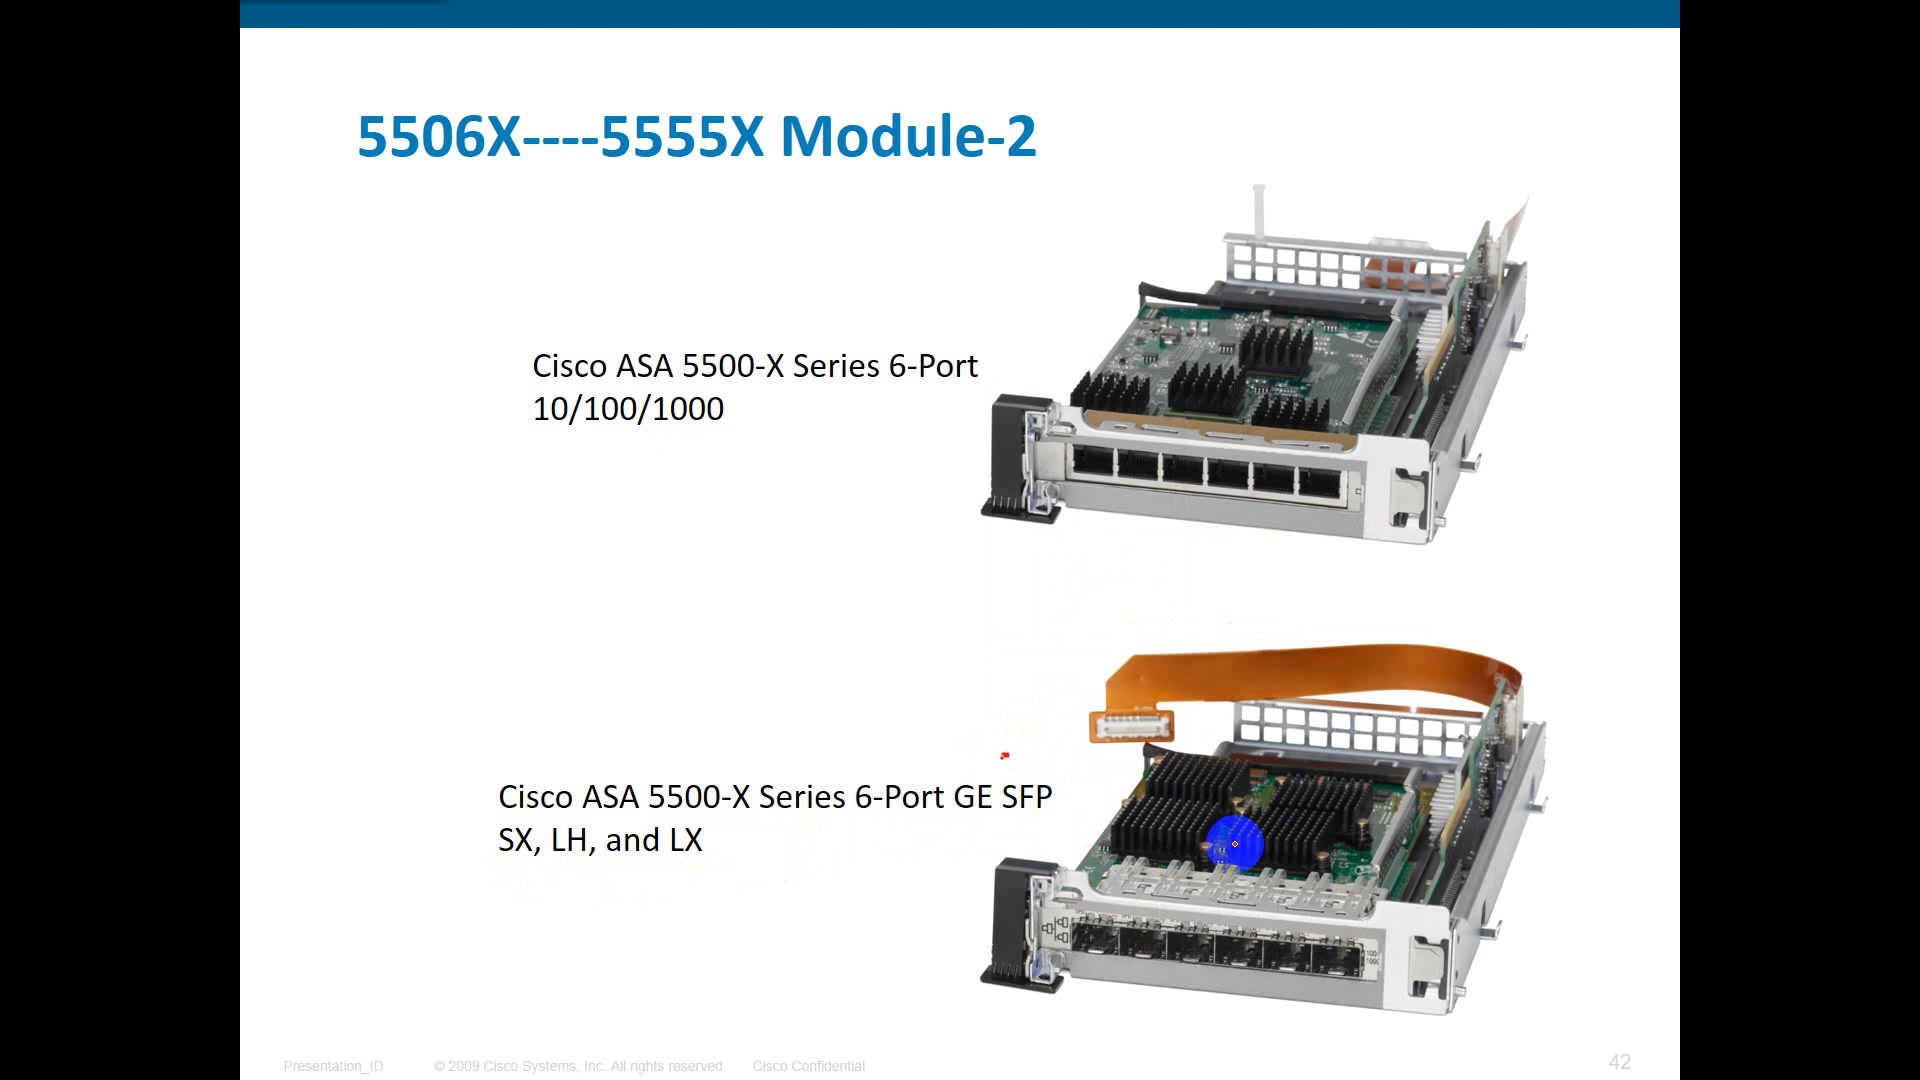 5506X----5555X Module-2
Cisco ASA 5500-X Series 6-Port
10/100/1000
Cisco ASA 5500-X Series 6-Port GE SFP
SX, LH, and LX
Presentation_ID
© 2009 Cisco Systems, Inc. All rights reserved.
Cisco Confidential
42